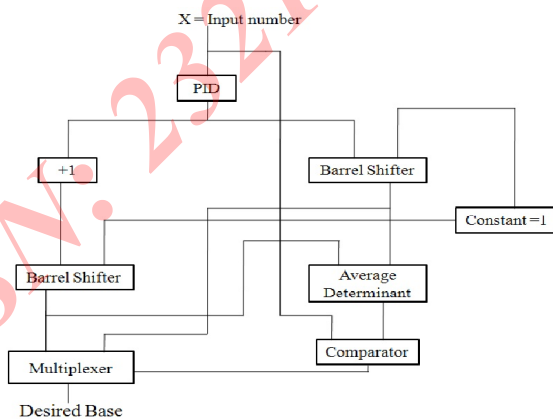 X = Input number
PID
+1
Barrel Shifter
Constant =1
Barrel Shifter
Average
Determinant
Comparator
Multiplexer
Desired Base